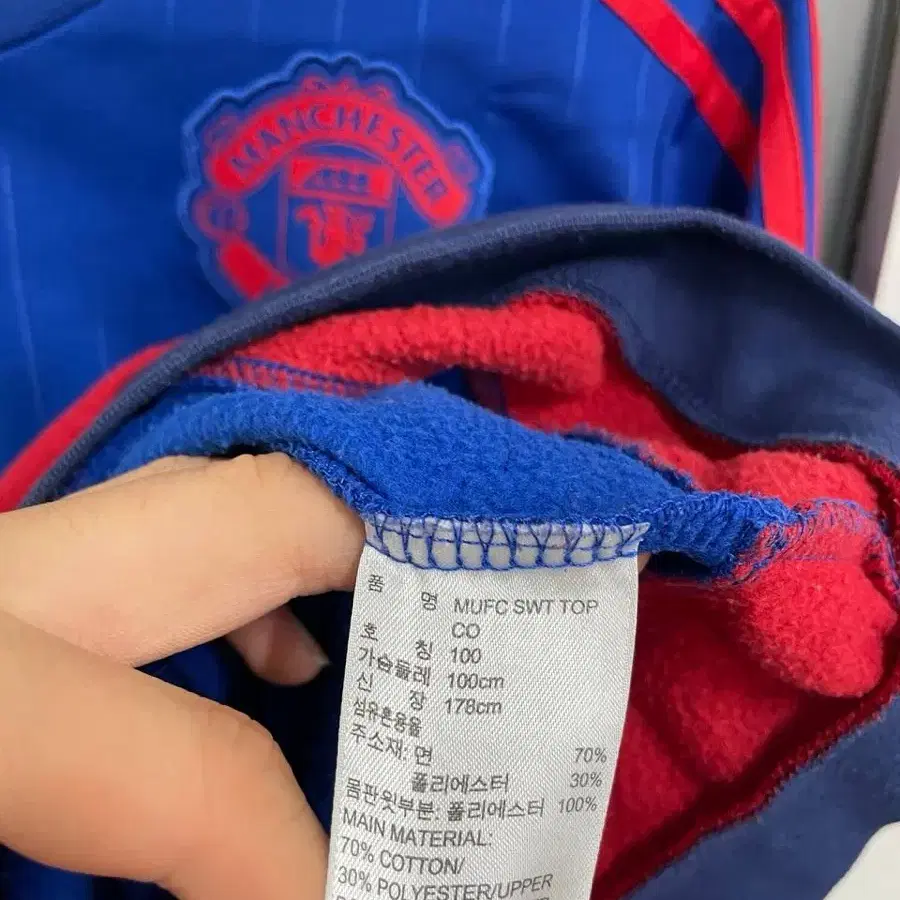 MANCHESTER
품 명 MUFC SWT TOP
CO
호 칭 100
가슴둘레 100cm
신 장 178cm
섬유혼용율
주소재: 면 70%
폴리에스터 30%
몸판윗부분: 폴리에스터 100%
MAIN MATERIAL:
70% COTTON/
30% POLYESTER/UPPER